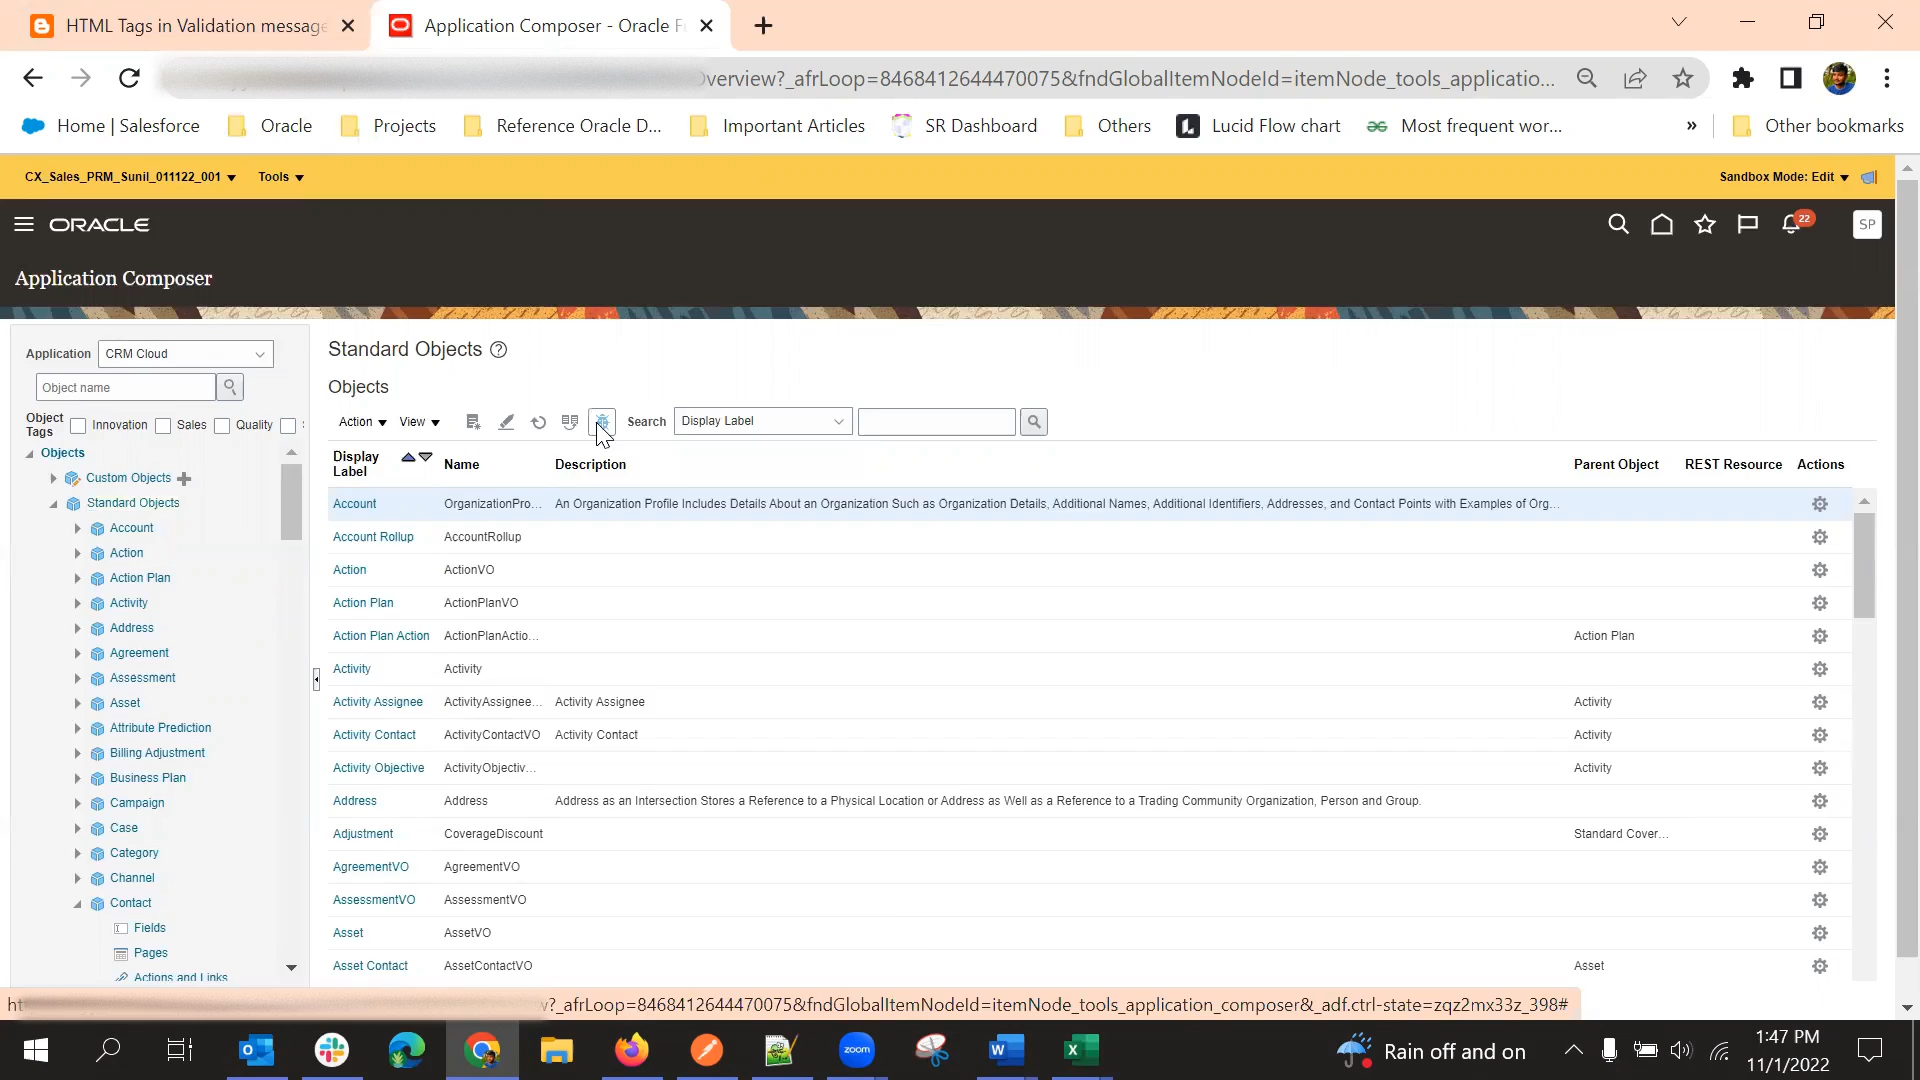 HTML Tags in Validation message
Application Composer - Oracle F
Overview?_afrLoop=8468412644470075&fndGlobalItemNodeId=itemNode_tools_applicatio...
Home | Salesforce
Oracle
Projects
Reference Oracle D...
Important Articles
SR Dashboard
Others
Lucid Flow chart
Most frequent wor...
»
Other bookmarks
CX_Sales_PRM_Sunil_011122_001
Tools
Sandbox Mode: Edit
ORACLE
22
SP
Application Composer
Application
CRM Cloud
Object name
Object Tags
Innovation
Sales
Quality
Objects
Custom Objects
Standard Objects
Account
Action
Action Plan
Activity
Address
Agreement
Assessment
Asset
Attribute Prediction
Billing Adjustment
Business Plan
Campaign
Case
Category
Channel
Contact
Fields
Pages
Actions and Links
Standard Objects
Objects
Action View Search Display Label
Display Label Name Description Parent Object REST Resource Actions
Account OrganizationPro... An Organization Profile Includes Details About an Organization Such as Organization Details, Additional Names, Additional Identifiers, Addresses, and Contact Points with Examples of Org...
Account Rollup AccountRollup
Action ActionVO
Action Plan ActionPlanVO
Action Plan Action ActionPlanActio... Action Plan
Activity Activity
Activity Assignee ActivityAssignee... Activity Assignee Activity
Activity Contact ActivityContactVO Activity Contact Activity
Activity Objective ActivityObjectiv... Activity
Address Address Address as an Intersection Stores a Reference to a Physical Location or Address as Well as a Reference to a Trading Community Organization, Person and Group.
Adjustment CoverageDiscount Standard Cover...
AgreementVO AgreementVO
AssessmentVO AssessmentVO
Asset AssetVO
Asset Contact AssetContactVO Asset
?_afrLoop=8468412644470075&fndGlobalItemNodeId=itemNode_tools_application_composer&_adf.ctrl-state=zqz2mx33z_398#
zoom
Rain off and on
1:47 PM
11/1/2022